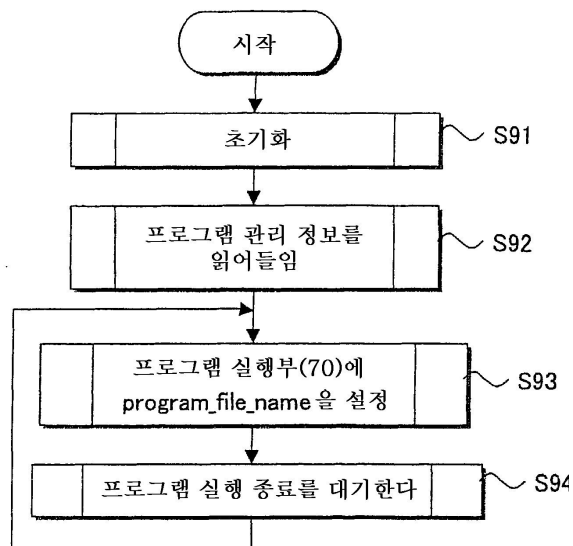 시작
초기화
S91
프로그램 관리 정보를
읽어들임
S92
프로그램 실행부(70)에
program_file_name을 설정
S93
프로그램 실행 종료를 대기한다
S94